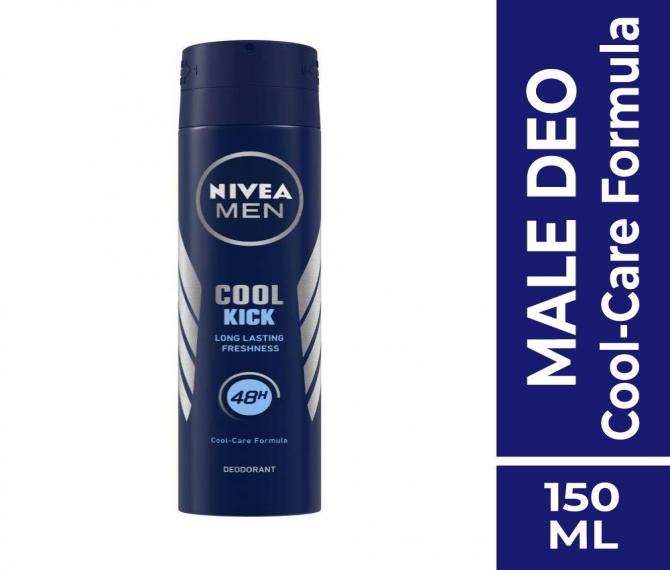 NIVEA
MEN
COOL
KICK
LONG LASTING
FRESHNESS
48H
Cool-Care Formula
DEODORANT
MALE DEO
Cool-Care Formula
150
ML